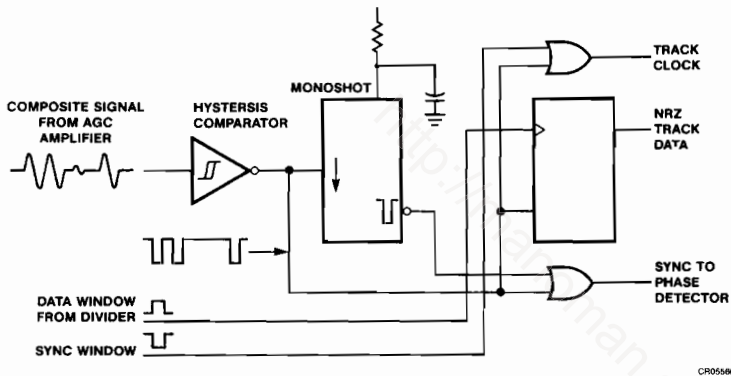 TRACK
CLOCK
MONOSHOT
COMPOSITE SIGNAL
FROM AGC
AMPLIFIER
HYSTERSIS
COMPARATOR
NRZ
TRACK
DATA
SYNC TO
PHASE
DETECTOR
DATA WINDOW
FROM DIVIDER
SYNC WINDOW